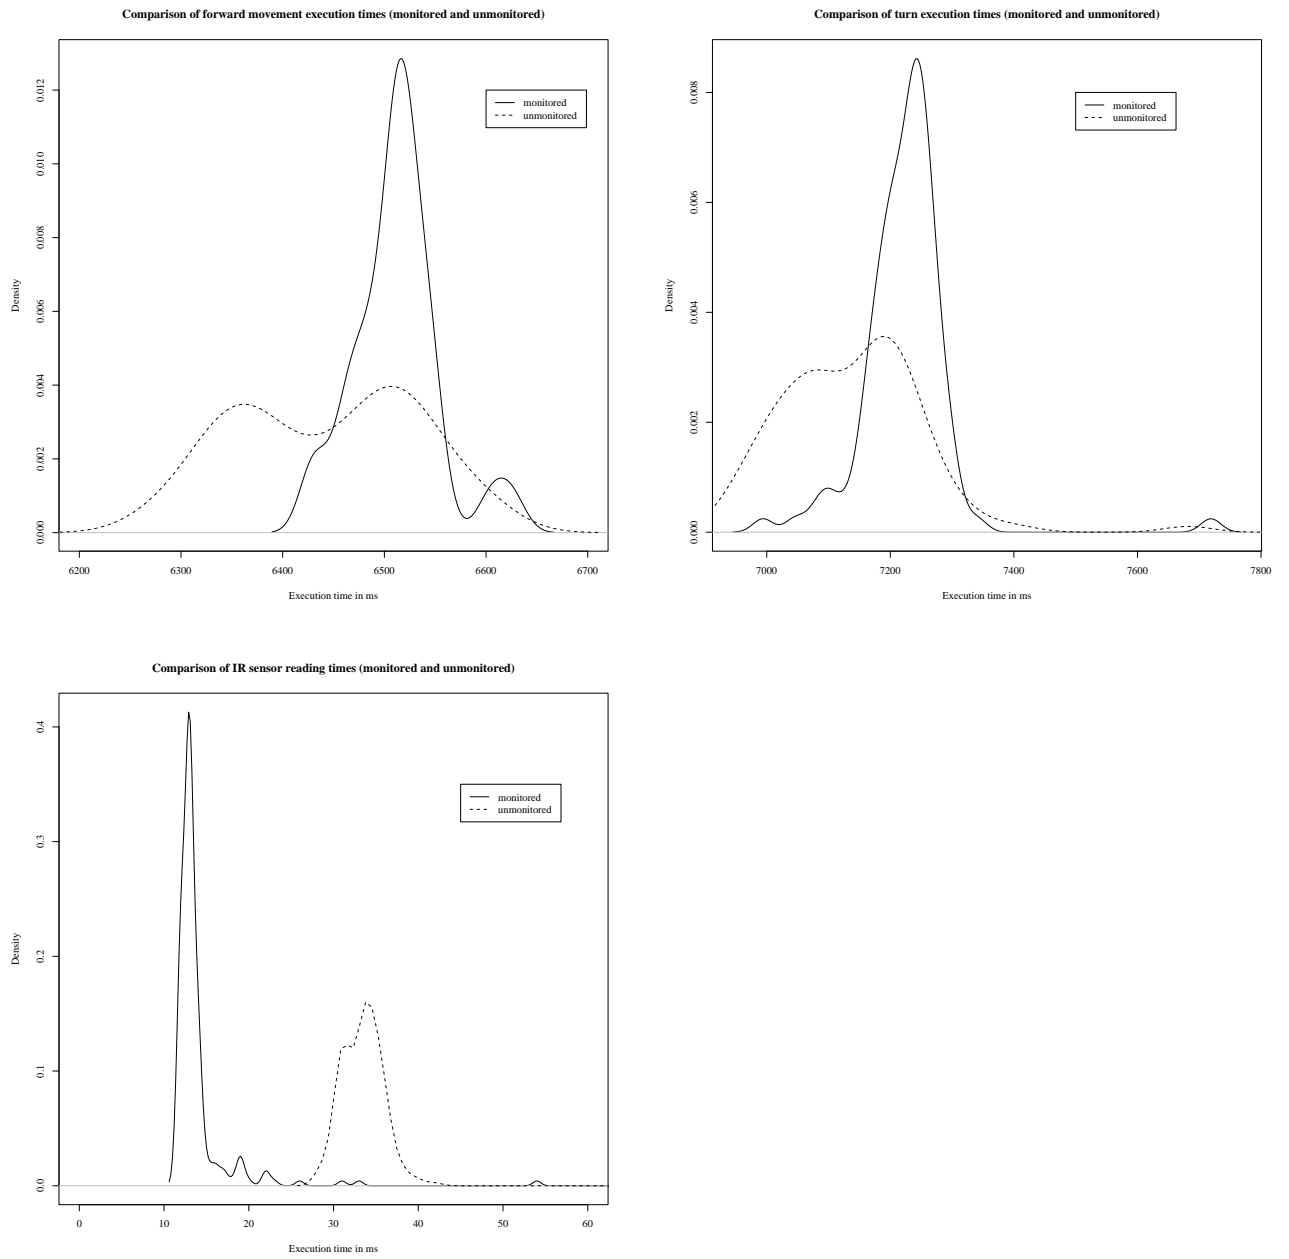 Comparison of forward movement execution times (monitored and unmonitored)
Density
0.012
0.010
0.008
0.006
0.004
0.002
0.000
monitored
unmonitored
6200 6300 6400 6500 6600 6700
Execution time in ms
Comparison of turn execution times (monitored and unmonitored)
Density
0.008
0.006
0.004
0.002
0.000
monitored
unmonitored
7000 7200 7400 7600 7800
Execution time in ms
Comparison of IR sensor reading times (monitored and unmonitored)
Density
0.4
0.3
0.2
0.1
0.0
monitored
unmonitored
0 10 20 30 40 50 60
Execution time in ms